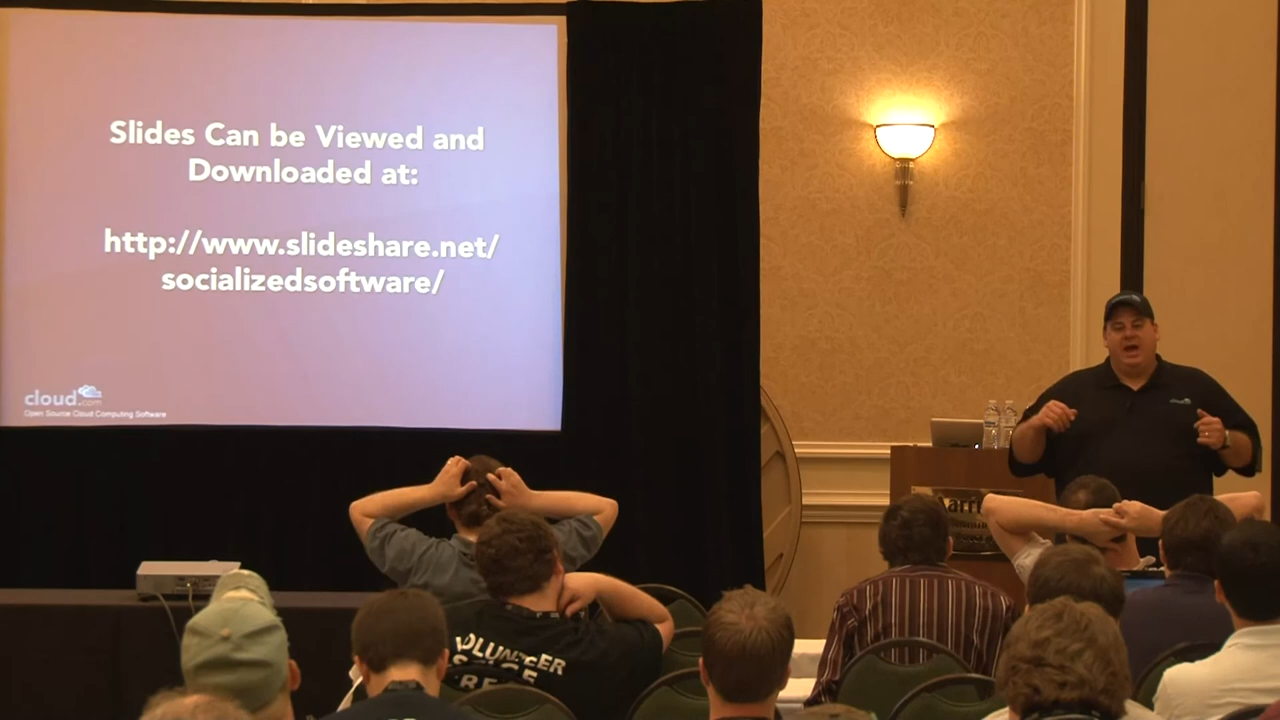 Slides Can be Viewed and
Downloaded at:
http://www.slideshare.net/
socializedsoftware/
cloud.com
Open Source Cloud Computing Software
VOLUNTEER